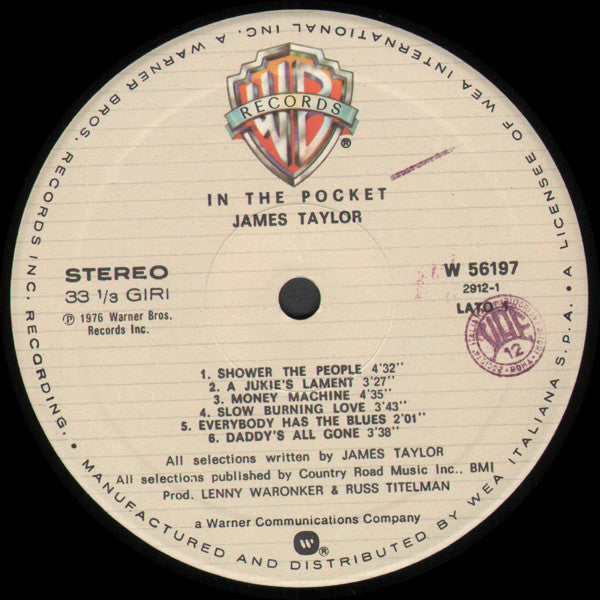 WB
RECORDS
®
IN THE POCKET
JAMES TAYLOR
STEREO
33 1/3 GIRI
℗ 1976 Warner Bros.
Records Inc.
W 56197
2912-1
LATO 1
12
ROMA
1. SHOWER THE PEOPLE 4'32''
2. A JUKIE'S LAMENT 3'27''
3. MONEY MACHINE 4'35''
4. SLOW BURNING LOVE 3'43''
5. EVERYBODY HAS THE BLUES 2'01''
6. DADDY'S ALL GONE 3'38''
All selections written by JAMES TAYLOR
All selections published by Country Road Music Inc., BMI
Prod. LENNY WARONKER & RUSS TITELMAN
a Warner Communications Company
®
MANUFACTURED AND DISTRIBUTED BY WEA ITALIANA S.P.A. • A LICENSEE OF WEA INTERNATIONAL INC. A WARNER BROS. RECORDS INC. RECORDING. •